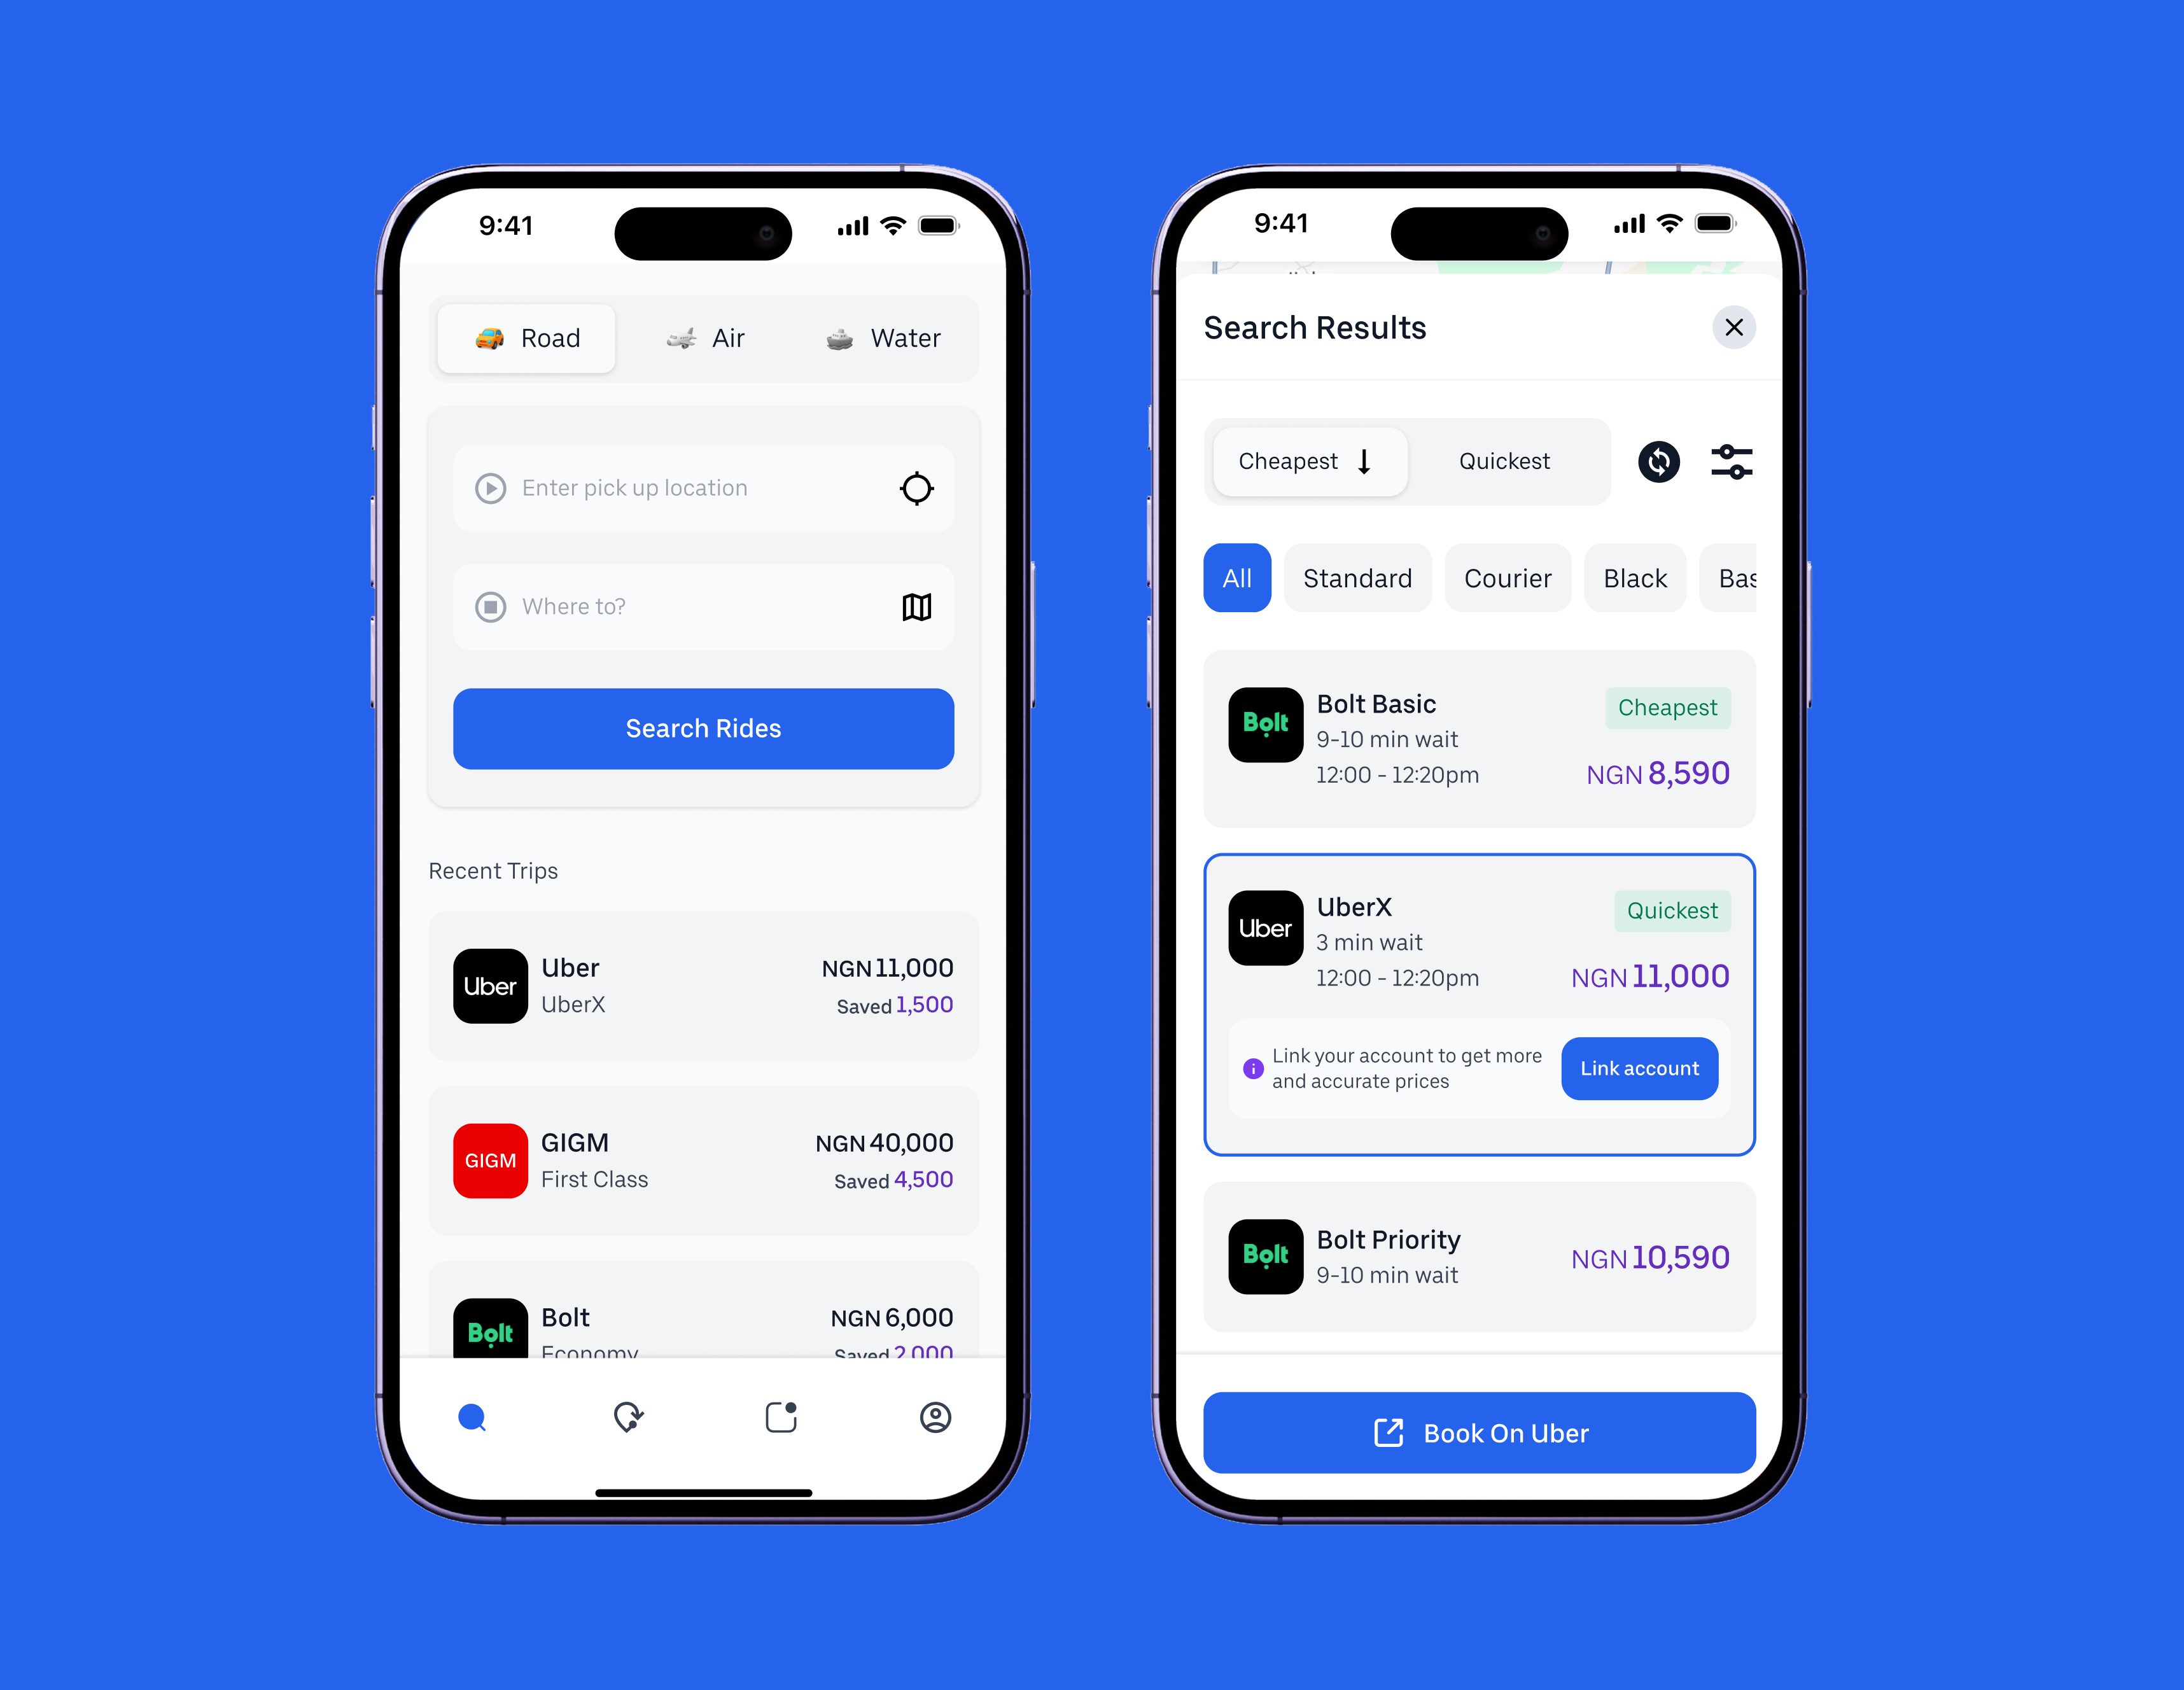 9:41
Road
Air
Water
Enter pick up location
Where to?
Search Rides
Recent Trips
Uber
Uber
UberX
NGN 11,000
Saved 1,500
GIGM
GIGM
First Class
NGN 40,000
Saved 4,500
Bolt
Bolt
Economy
NGN 6,000
Saved 2,000
9:41
Search Results
Cheapest
Quickest
All
Standard
Courier
Black
Bas
Bolt
Bolt Basic
9-10 min wait
12:00 - 12:20pm
Cheapest
NGN 8,590
Uber
UberX
3 min wait
12:00 - 12:20pm
Quickest
NGN 11,000
Link your account to get more
and accurate prices
Link account
Bolt
Bolt Priority
9-10 min wait
NGN 10,590
Book On Uber